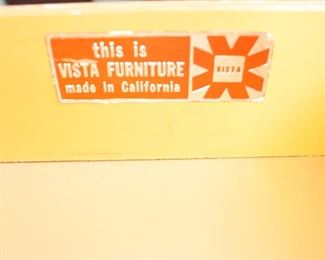 this is
VISTA FURNITURE
made in California
VISTA